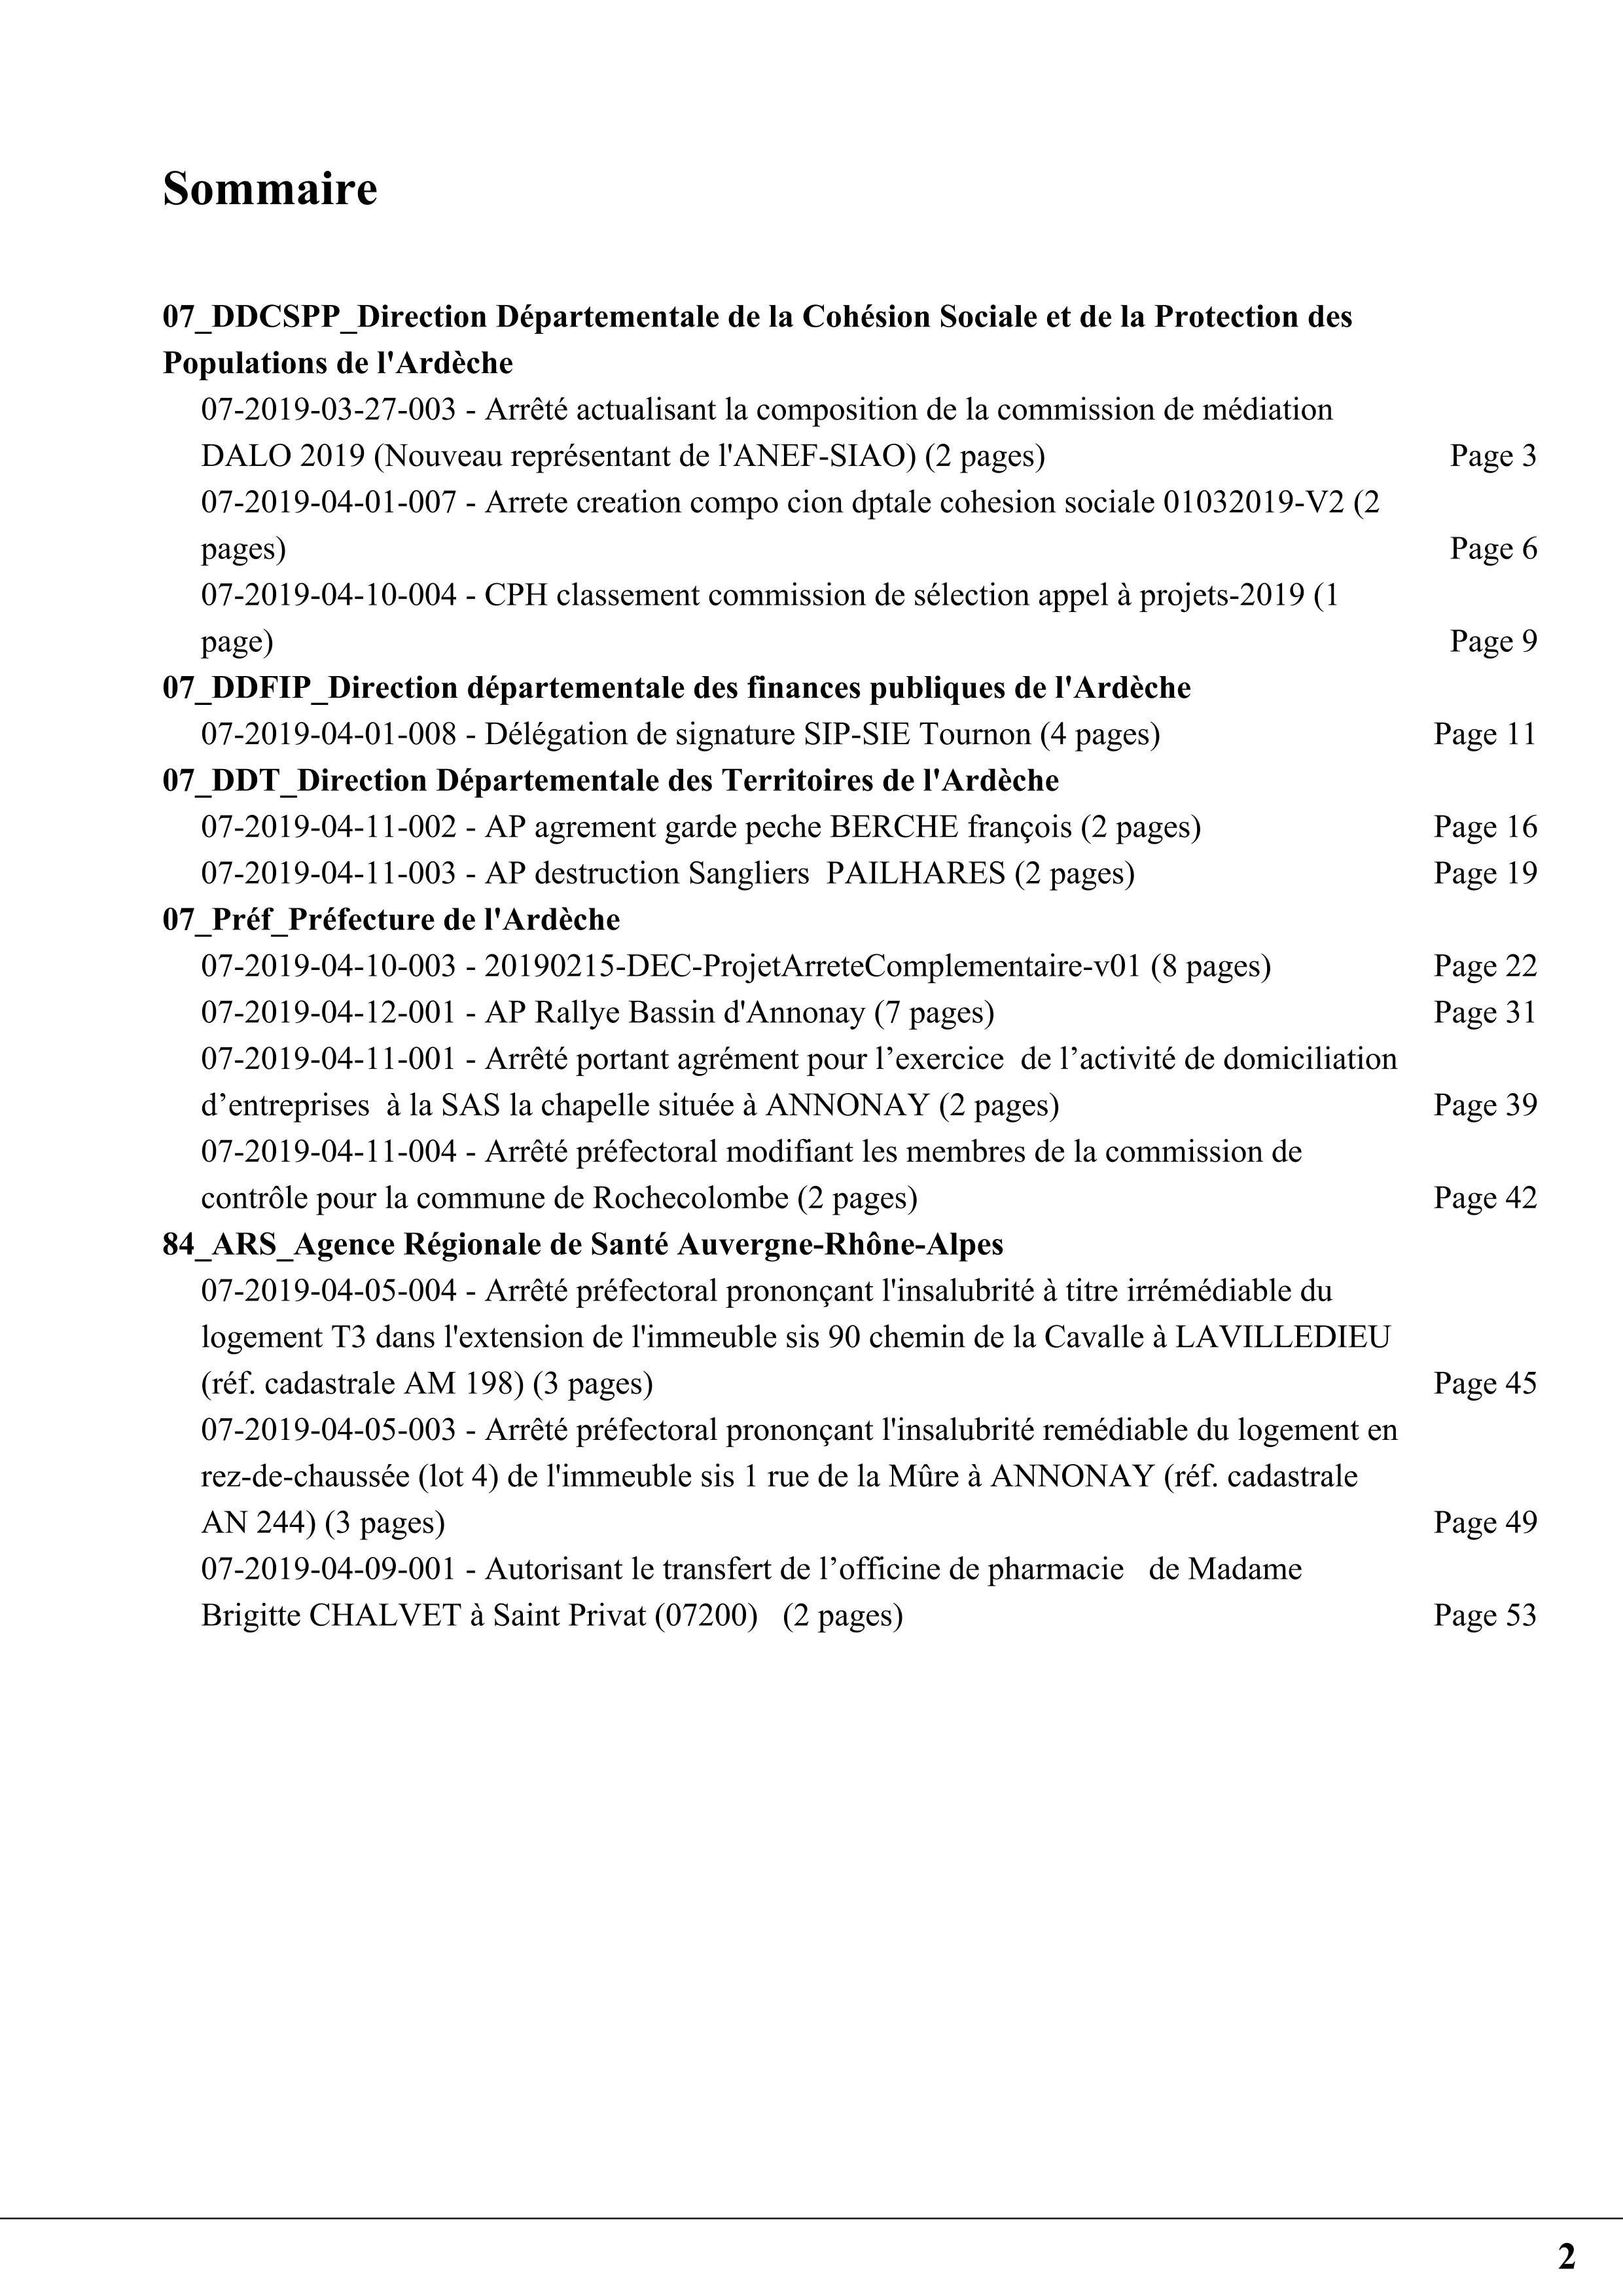 Sommaire
07_DDCSPP_Direction Départementale de la Cohésion Sociale et de la Protection des
Populations de l'Ardèche
07-2019-03-27-003 - Arrêté actualisant la composition de la commission de médiation
DALO 2019 (Nouveau représentant de l'ANEF-SIAO) (2 pages) Page 3
07-2019-04-01-007 - Arrete creation compo cion dptale cohesion sociale 01032019-V2 (2
pages) Page 6
07-2019-04-10-004 - CPH classement commission de sélection appel à projets-2019 (1
page) Page 9
07_DDFIP_Direction départementale des finances publiques de l'Ardèche
07-2019-04-01-008 - Délégation de signature SIP-SIE Tournon (4 pages) Page 11
07_DDT_Direction Départementale des Territoires de l'Ardèche
07-2019-04-11-002 - AP agrement garde peche BERCHE françois (2 pages) Page 16
07-2019-04-11-003 - AP destruction Sangliers  PAILHARES (2 pages) Page 19
07_Préf_Préfecture de l'Ardèche
07-2019-04-10-003 - 20190215-DEC-ProjetArreteComplementaire-v01 (8 pages) Page 22
07-2019-04-12-001 - AP Rallye Bassin d'Annonay (7 pages) Page 31
07-2019-04-11-001 - Arrêté portant agrément pour l’exercice  de l’activité de domiciliation
d’entreprises  à la SAS la chapelle située à ANNONAY (2 pages) Page 39
07-2019-04-11-004 - Arrêté préfectoral modifiant les membres de la commission de
contrôle pour la commune de Rochecolombe (2 pages) Page 42
84_ARS_Agence Régionale de Santé Auvergne-Rhône-Alpes
07-2019-04-05-004 - Arrêté préfectoral prononçant l'insalubrité à titre irrémédiable du
logement T3 dans l'extension de l'immeuble sis 90 chemin de la Cavalle à LAVILLEDIEU
(réf. cadastrale AM 198) (3 pages) Page 45
07-2019-04-05-003 - Arrêté préfectoral prononçant l'insalubrité remédiable du logement en
rez-de-chaussée (lot 4) de l'immeuble sis 1 rue de la Mûre à ANNONAY (réf. cadastrale
AN 244) (3 pages) Page 49
07-2019-04-09-001 - Autorisant le transfert de l’officine de pharmacie   de Madame
Brigitte CHALVET à Saint Privat (07200)   (2 pages) Page 53
2